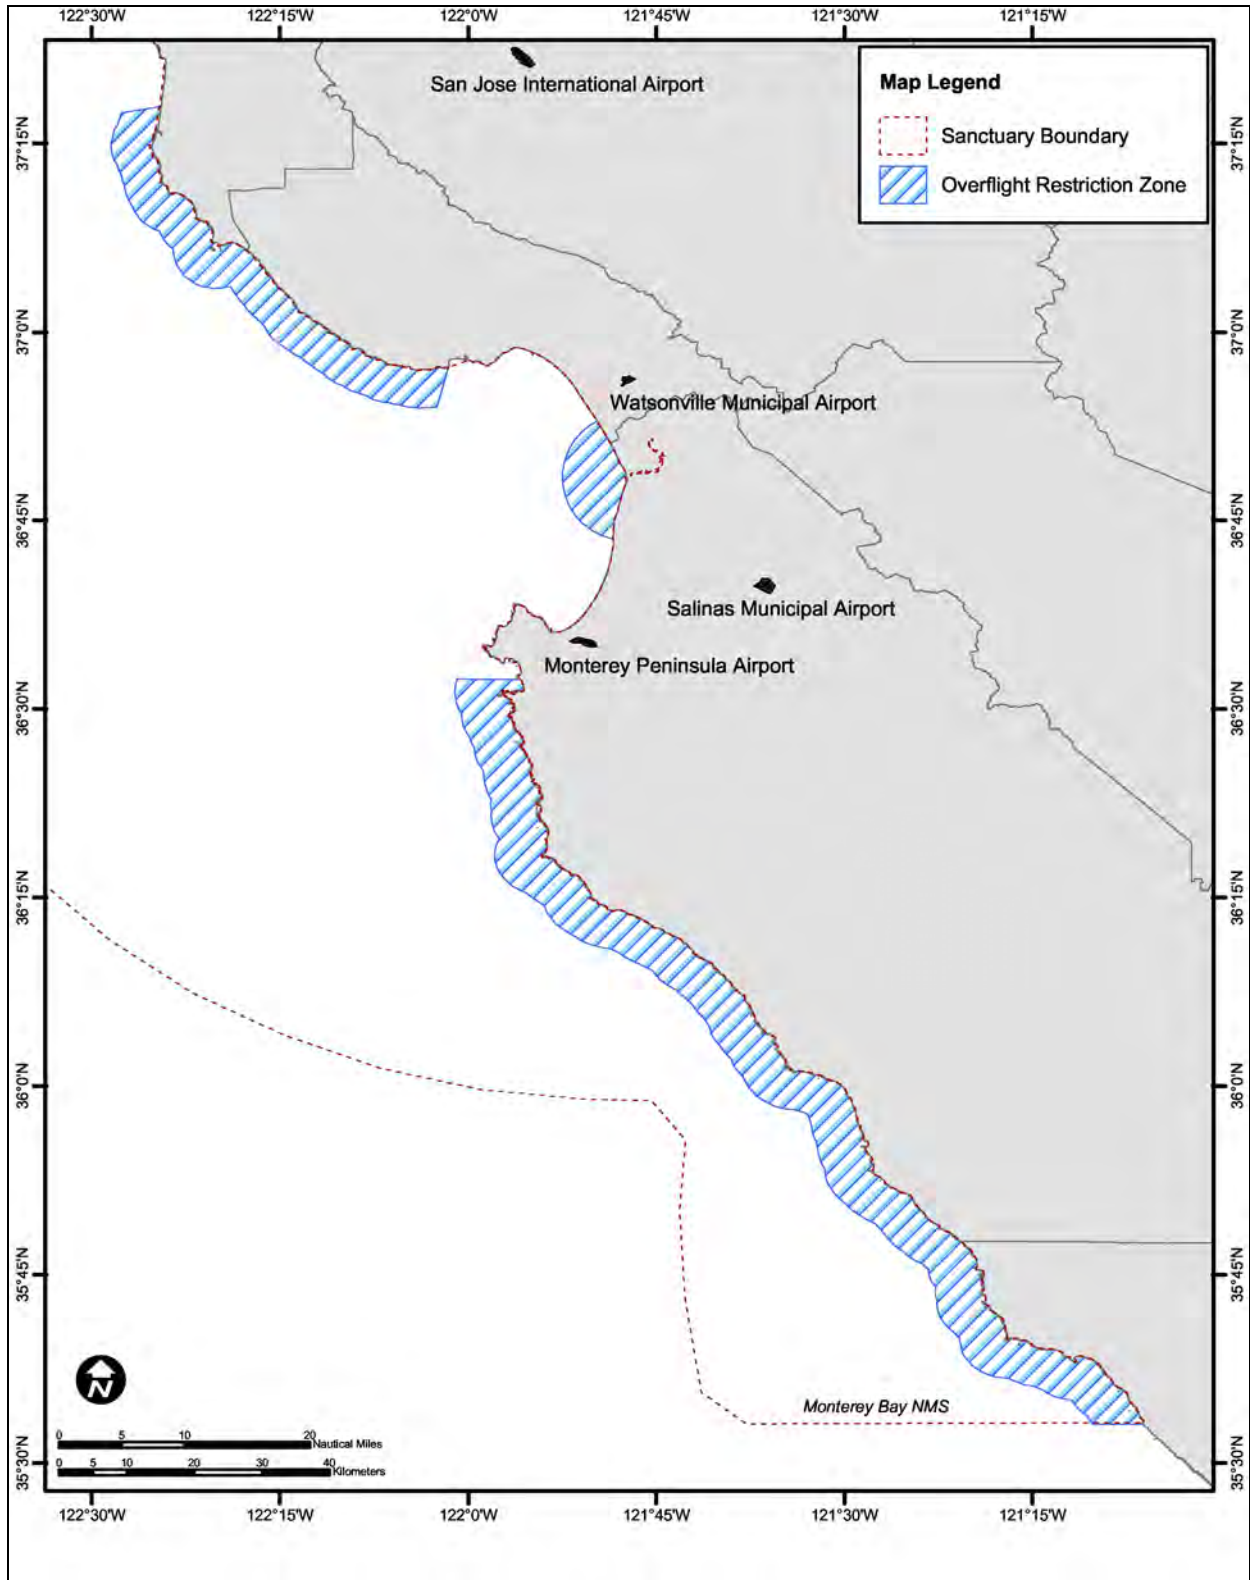 122°30'W 122°15'W 122°0'W 121°45'W 121°30'W 121°15'W
San Jose International Airport
Map Legend
Sanctuary Boundary
Overflight Restriction Zone
37°15'N 37°15'N
37°0'N 37°0'N
Watsonville Municipal Airport
36°45'N 36°45'N
Salinas Municipal Airport
Monterey Peninsula Airport
36°30'N 36°30'N
36°15'N 36°15'N
36°0'N 36°0'N
35°45'N 35°45'N
N
Monterey Bay NMS
0 5 10 20
Nautical Miles
0 5 10 20 30 40
Kilometers
35°30'N 35°30'N
122°30'W 122°15'W 122°0'W 121°45'W 121°30'W 121°15'W